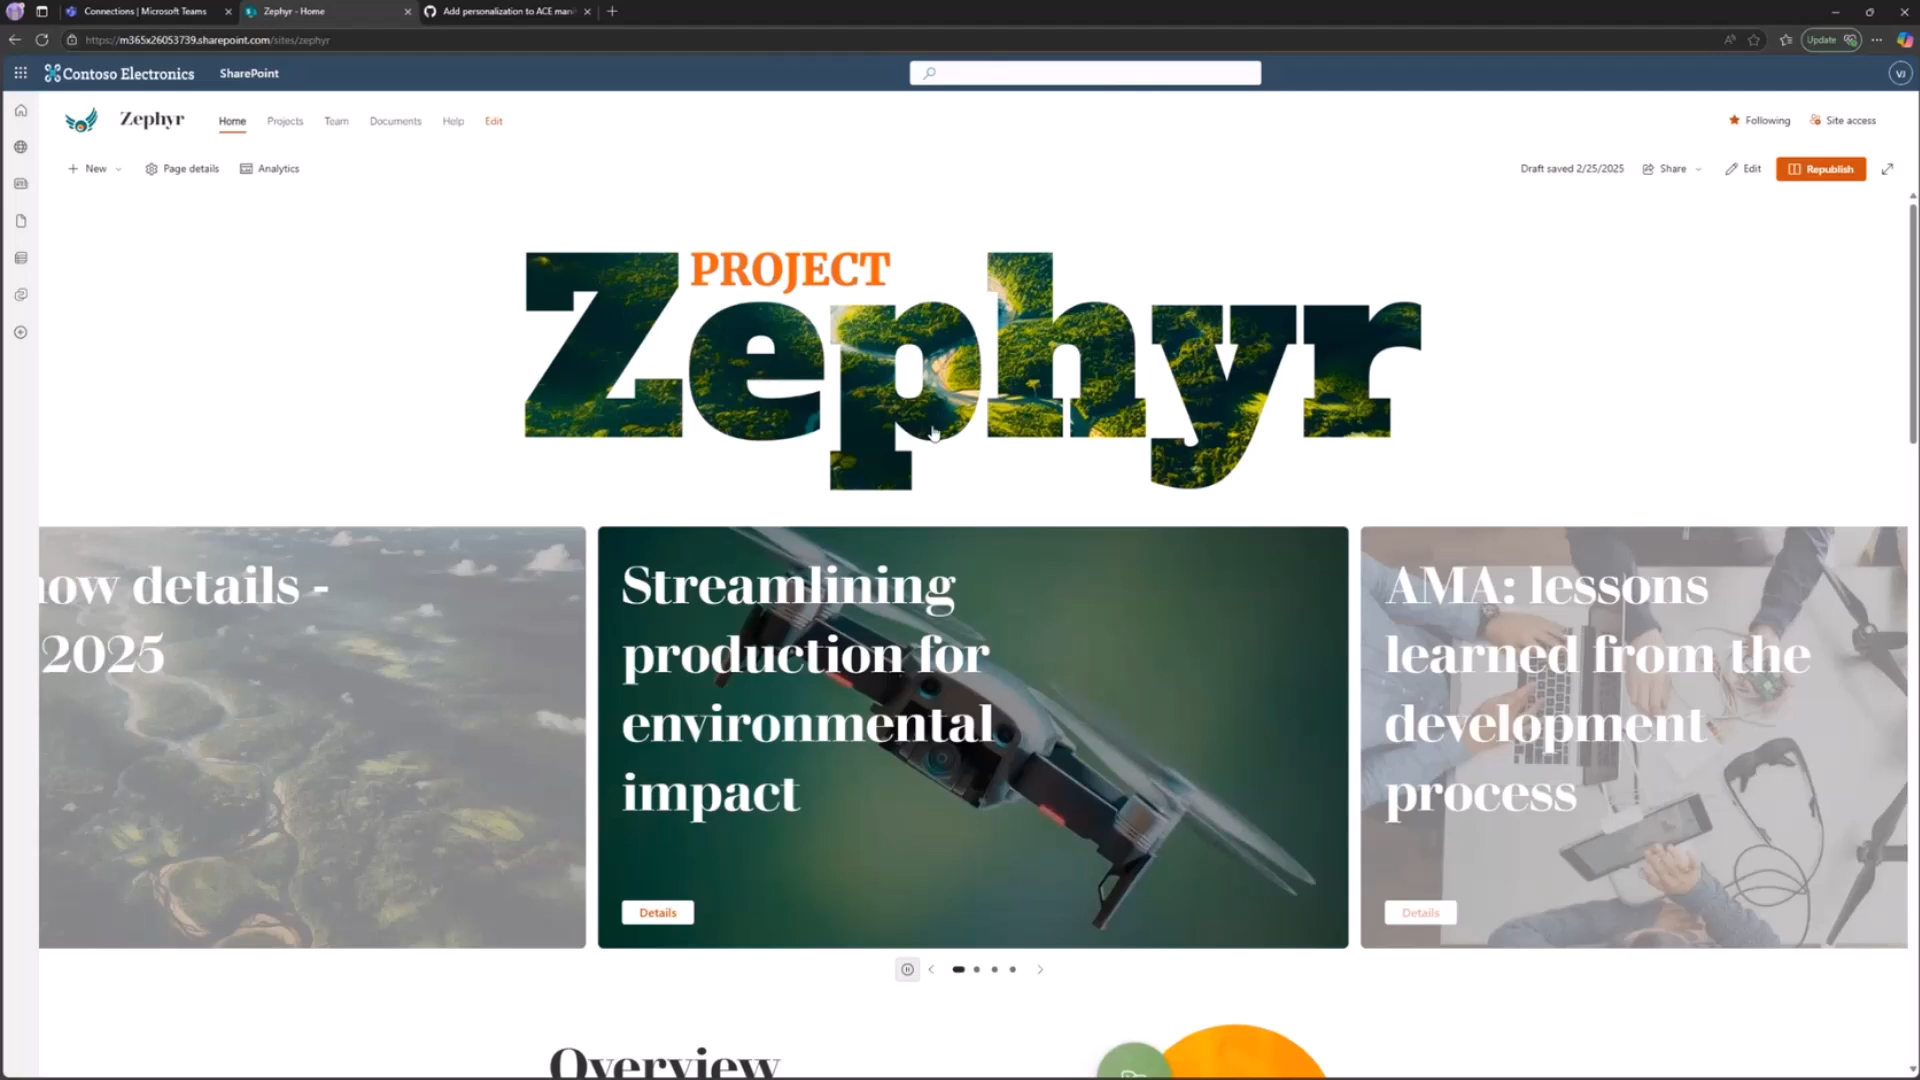 Connections | Microsoft Teams
Zephyr - Home
Add personalization to ACE mani
https://m365x26053739.sharepoint.com/sites/zephyr
Update
Contoso Electronics
SharePoint
VJ
Zephyr
Home
Projects
Team
Documents
Help
Edit
Following
Site access
New
Page details
Analytics
Draft saved 2/25/2025
Share
Edit
Republish
PROJECT
Zephyr
now details -
2025
Streamlining
production for
environmental
impact
Details
AMA: lessons
learned from the
development
process
Details
Overview